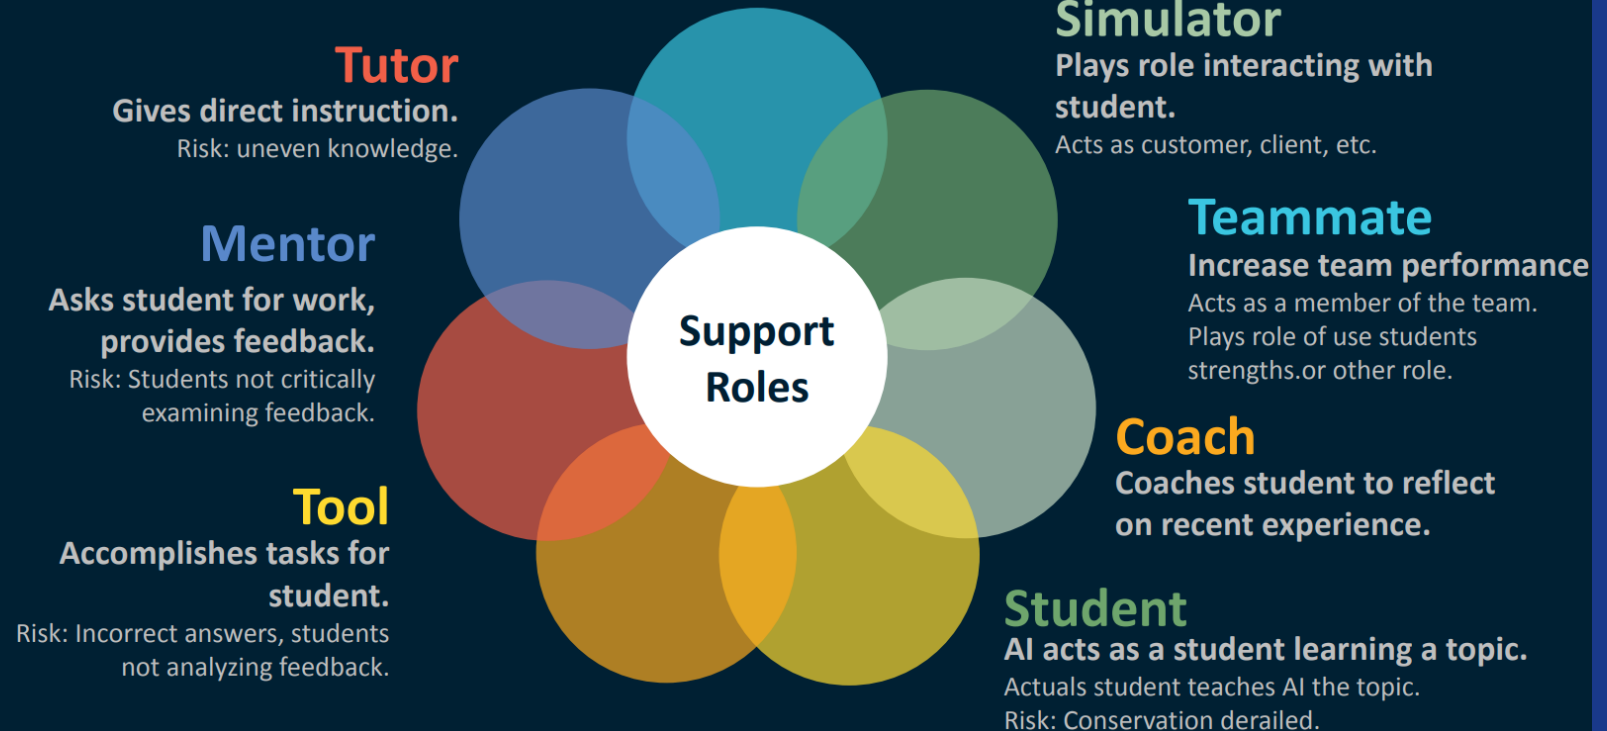 Tutor
Gives direct instruction.
Risk: uneven knowledge.
Mentor
Asks student for work,
provides feedback.
Risk: Students not critically
examining feedback.
Tool
Accomplishes tasks for
student.
Risk: Incorrect answers, students
not analyzing feedback.
Support
Roles
Simulator
Plays role interacting with
student.
Acts as customer, client, etc.
Teammate
Increase team performance
Acts as a member of the team.
Plays role of use students
strengths.or other role.
Coach
Coaches student to reflect
on recent experience.
Student
AI acts as a student learning a topic.
Actuals student teaches AI the topic.
Risk: Conservation derailed.